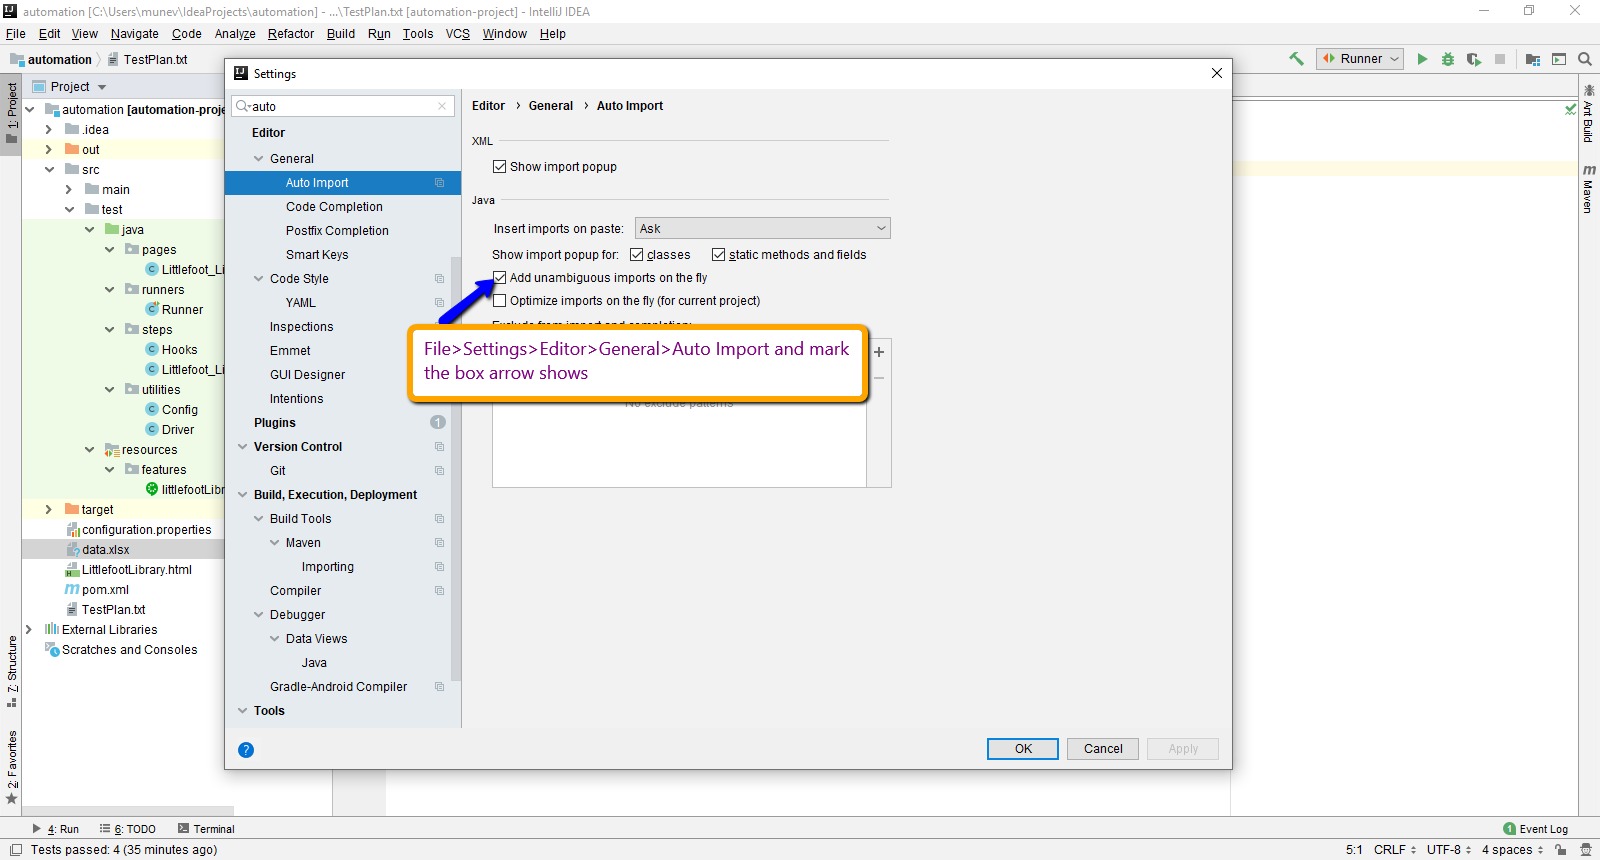 automation [C:\Users\munev\IdeaProjects\automation] - ...\TestPlan.txt [automation-project] - IntelliJ IDEA
File Edit View Navigate Code Analyze Refactor Build Run Tools VCS Window Help
automation TestPlan.txt
Runner
1: Project
7: Structure
2: Favorites
Project
automation [automation-proje
.idea
out
src
main
test
java
pages
Littlefoot_Li
runners
Runner
steps
Hooks
Littlefoot_Li
utilities
Config
Driver
resources
features
littlefootLibr
target
configuration.properties
data.xlsx
LittlefootLibrary.html
pom.xml
TestPlan.txt
External Libraries
Scratches and Consoles
Settings
auto
Editor
General
Auto Import
Code Completion
Postfix Completion
Smart Keys
Code Style
YAML
Inspections
Emmet
GUI Designer
Intentions
Plugins 1
Version Control
Git
Build, Execution, Deployment
Build Tools
Maven
Importing
Compiler
Debugger
Data Views
Java
Gradle-Android Compiler
Tools
Editor › General › Auto Import
XML
Show import popup
Java
Insert imports on paste: Ask
Show import popup for: classes static methods and fields
Add unambiguous imports on the fly
Optimize imports on the fly (for current project)
Exclude from import and completion:
File>Settings>Editor>General>Auto Import and mark
the box arrow shows
No exclude patterns
? OK Cancel Apply
Ant Build
Maven
4: Run 6: TODO Terminal 1 Event Log
Tests passed: 4 (35 minutes ago) 5:1 CRLF UTF-8 4 spaces